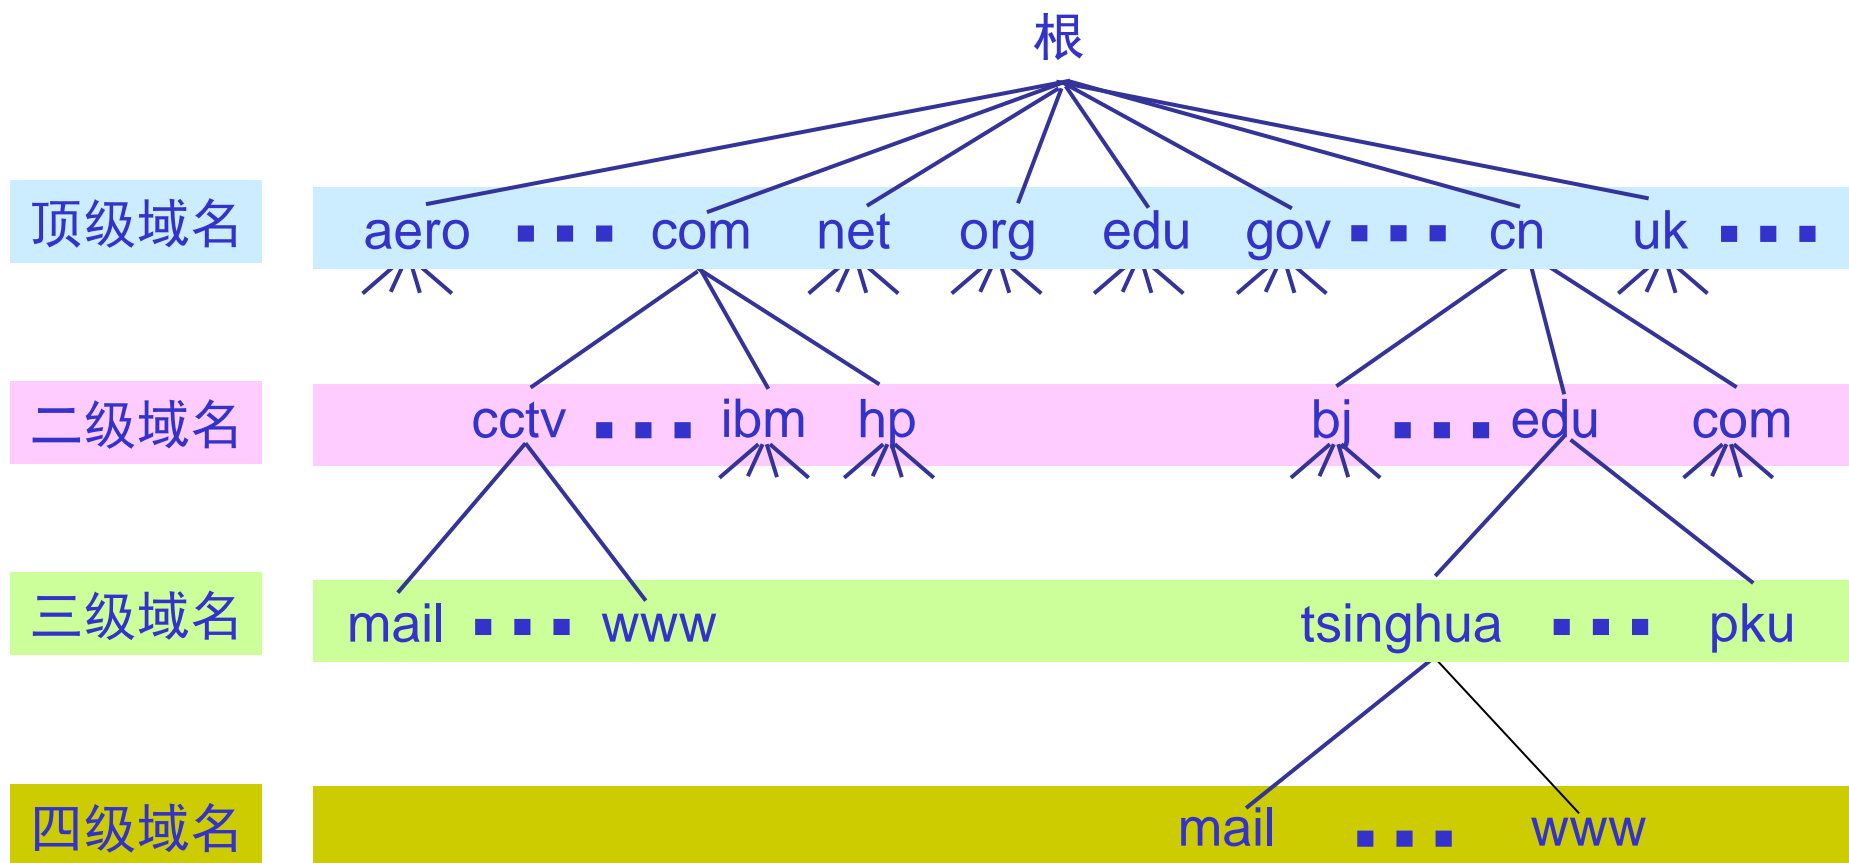 根
顶级域名 aero ▪▪▪ com net org edu gov ▪▪▪ cn uk ▪▪▪
二级域名 cctv ▪▪▪ ibm hp bj ▪▪▪ edu com
三级域名 mail ▪▪▪ www tsinghua ▪▪▪ pku
四级域名 mail ▪▪▪ www